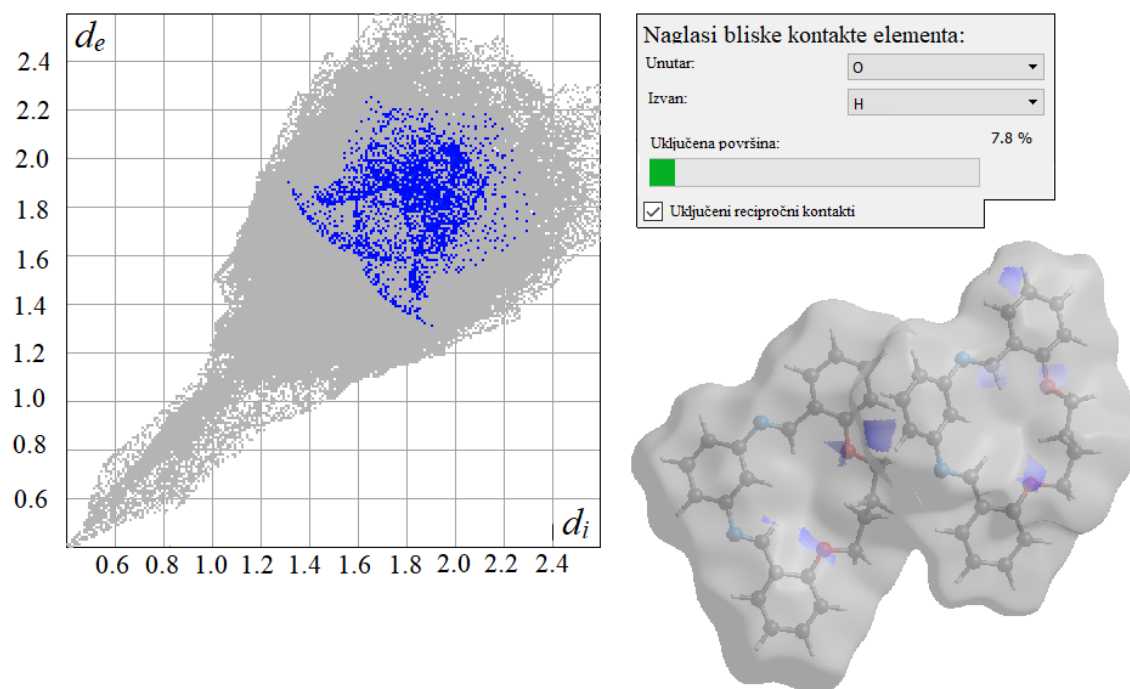 d_e
2.4
2.2
2.0
1.8
1.6
1.4
1.2
1.0
0.8
0.6
d_i
0.6 0.8 1.0 1.2 1.4 1.6 1.8 2.0 2.2 2.4
Naglasi bliske kontakte elementa:
Unutar: O
Izvan: H
Uključena površina: 7.8 %
Uključeni recipročni kontakti